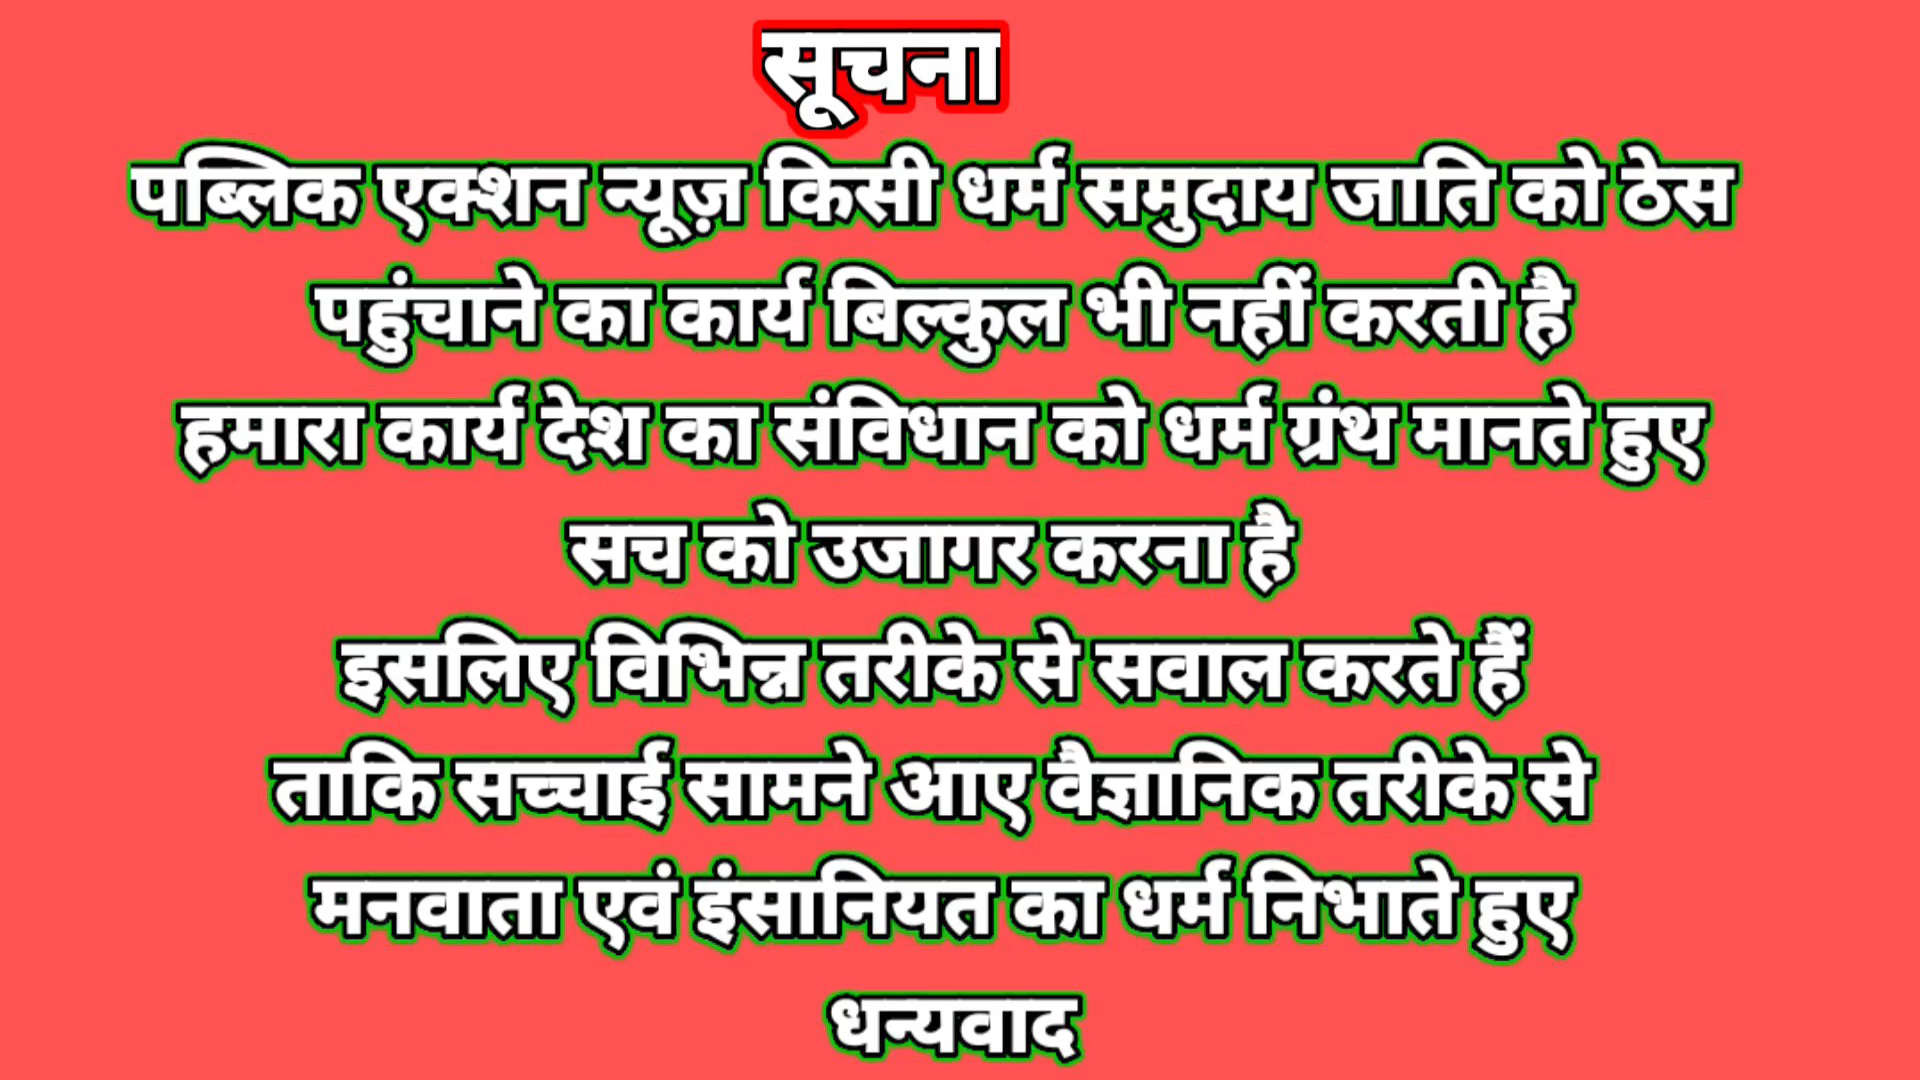 सूचना
पब्लिक एक्शन न्यूज़ किसी धर्म समुदाय जाति को ठेस
पहुंचाने का कार्य बिल्कुल भी नहीं करती है
हमारा कार्य देश का संविधान को धर्म ग्रंथ मानते हुए
सच को उजागर करना है
इसलिए विभिन्न तरीके से सवाल करते हैं
ताकि सच्चाई सामने आए वैज्ञानिक तरीके से
मनवाता एवं इंसानियत का धर्म निभाते हुए
धन्यवाद